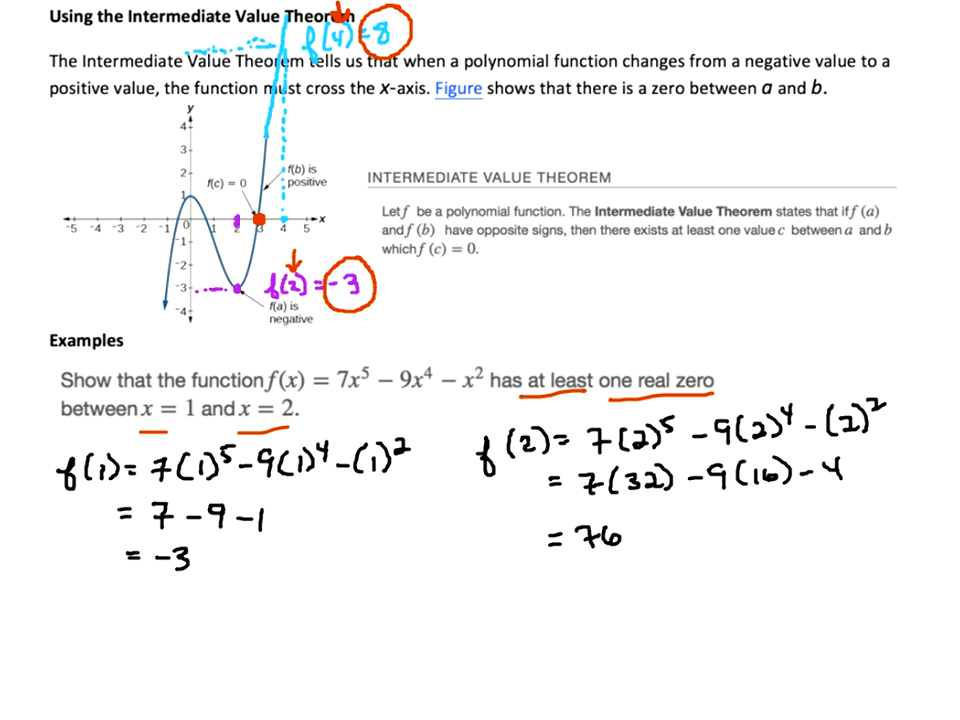 Using the Intermediate Value Theorem
f(4) = 8
The Intermediate Value Theorem tells us that when a polynomial function changes from a negative value to a
positive value, the function must cross the x-axis. Figure shows that there is a zero between a and b.
y
4
3
2
1
f(c) = 0
f(b) is
positive
-5 -4 -3 -2 -1 0 1 2 3 4 5 x
-1
-2
-3
-4
f(2) = -3
f(a) is
negative
INTERMEDIATE VALUE THEOREM
Let f be a polynomial function. The Intermediate Value Theorem states that if f (a)
and f (b) have opposite signs, then there exists at least one value c between a and b
which f (c) = 0.
Examples
Show that the function f(x) = 7x⁵ − 9x⁴ − x² has at least one real zero
between x = 1 and x = 2.
f(1) = 7(1)⁵ - 9(1)⁴ - (1)²
= 7 - 9 - 1
= -3
f(2) = 7(2)⁵ - 9(2)⁴ - (2)²
= 7(32) - 9(16) - 4
= 76